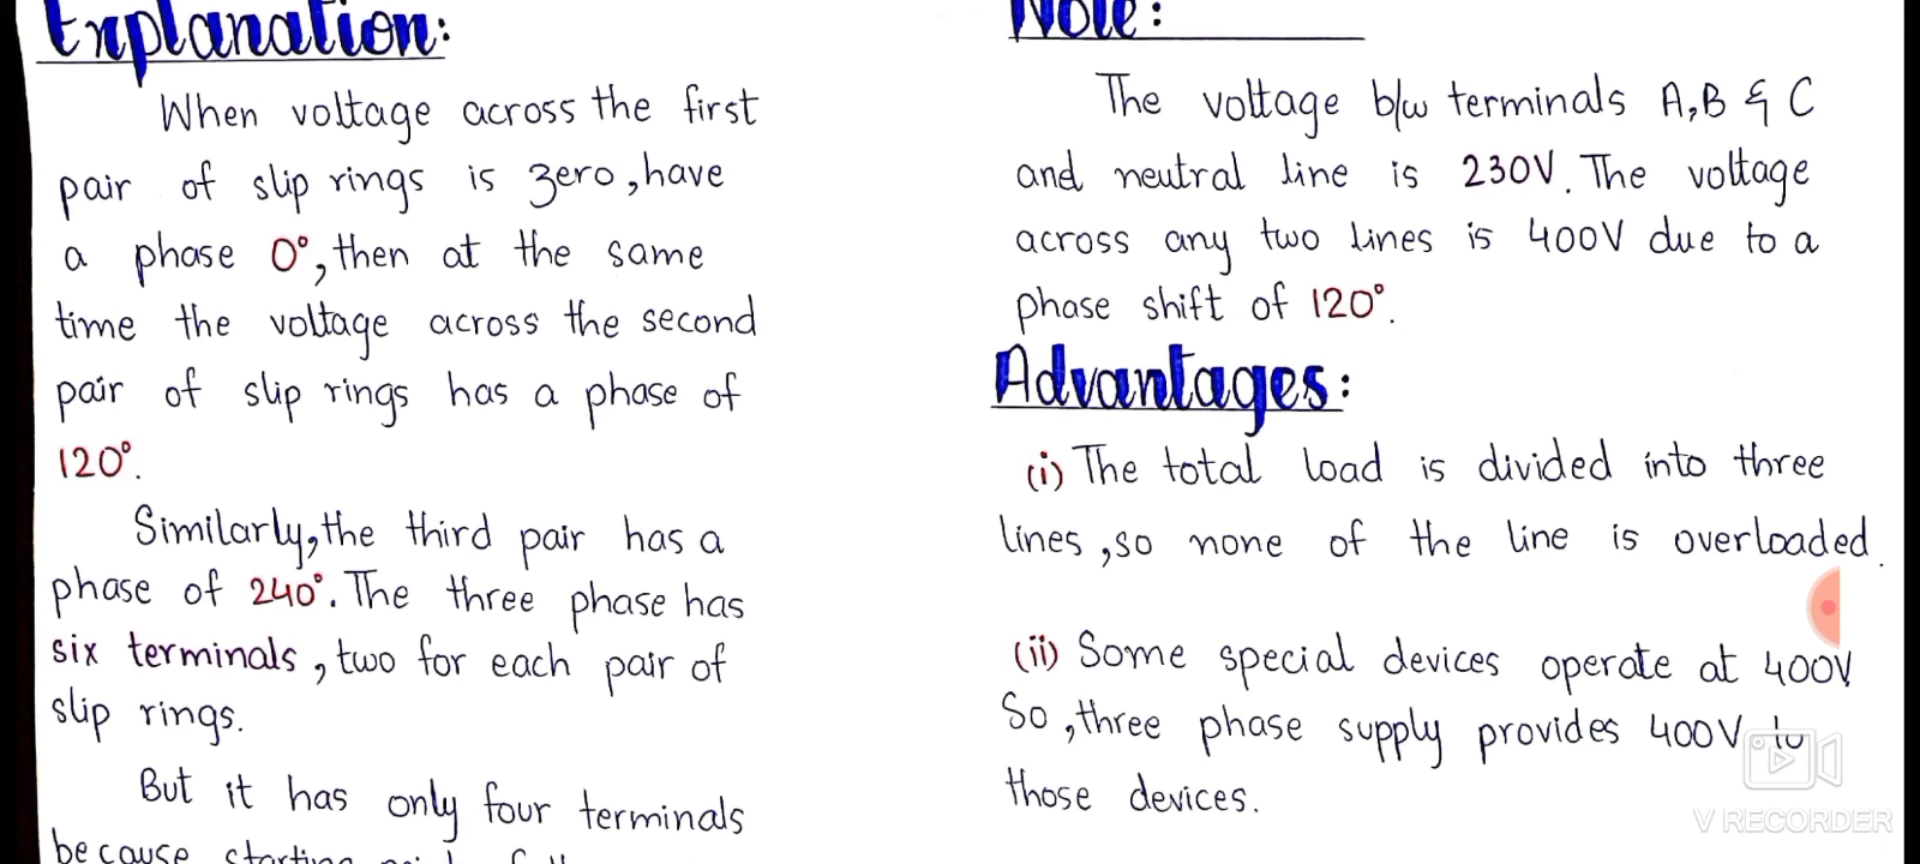 Explanation:
When voltage across the first
pair of slip rings is zero, have
a phase 0°, then at the same
time the voltage across the second
pair of slip rings has a phase of
120°.
Similarly, the third pair has a
phase of 240°. The three phase has
six terminals, two for each pair of
slip rings.
But it has only four terminals
because starting
Note:
The voltage b/w terminals A, B & C
and neutral line is 230V. The voltage
across any two lines is 400V due to a
phase shift of 120°.
Advantages:
(i) The total load is divided into three
lines, so none of the line is overloaded.
(ii) Some special devices operate at 400V
So, three phase supply provides 400V to
those devices.
V RECORDER